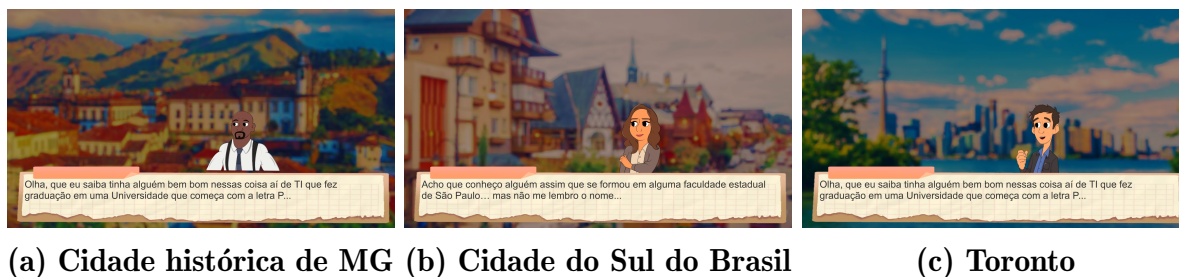 Olha, que eu saiba tinha alguém bem bom nessas coisa aí de TI que fez
graduação em uma Universidade que começa com a letra P...
Acho que conheço alguém assim que se formou em alguma faculdade estadual
de São Paulo... mas não me lembro o nome...
Olha, que eu saiba tinha alguém bem bom nessas coisa aí de TI que fez
graduação em uma Universidade que começa com a letra P...
(a) Cidade histórica de MG
(b) Cidade do Sul do Brasil
(c) Toronto